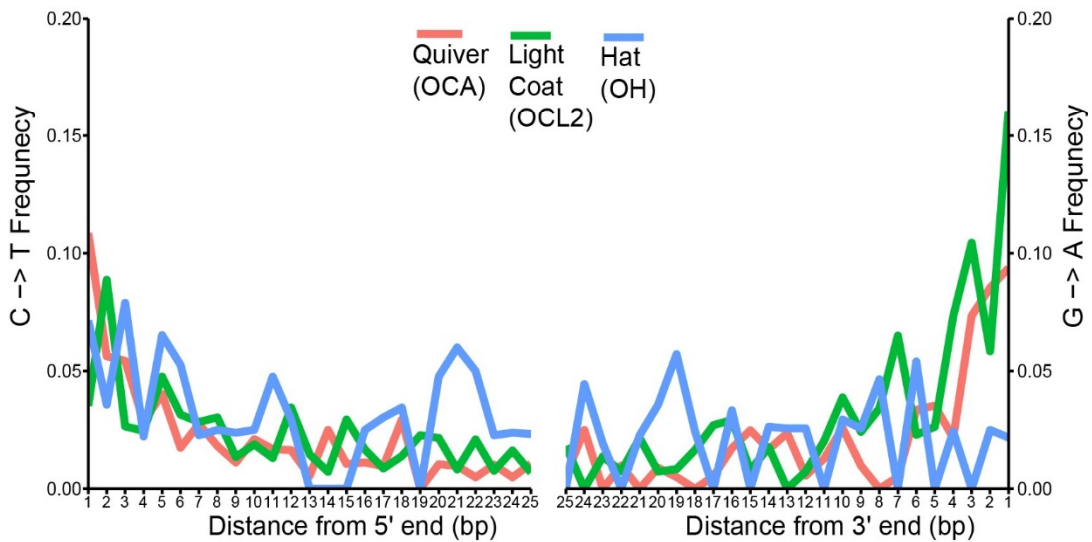 0.20
0.15
0.10
0.05
0.00
C –> T Frequnecy
Quiver
(OCA)
Light
Coat
(OCL2)
Hat
(OH)
0.20
0.15
0.10
0.05
0.00
G –> A Frequnecy
1 2 3 4 5 6 7 8 9 10 11 12 13 14 15 16 17 18 19 20 21 22 23 24 25
Distance from 5' end (bp)
25 24 23 22 21 20 19 18 17 16 15 14 13 12 11 10 9 8 7 6 5 4 3 2 1
Distance from 3' end (bp)